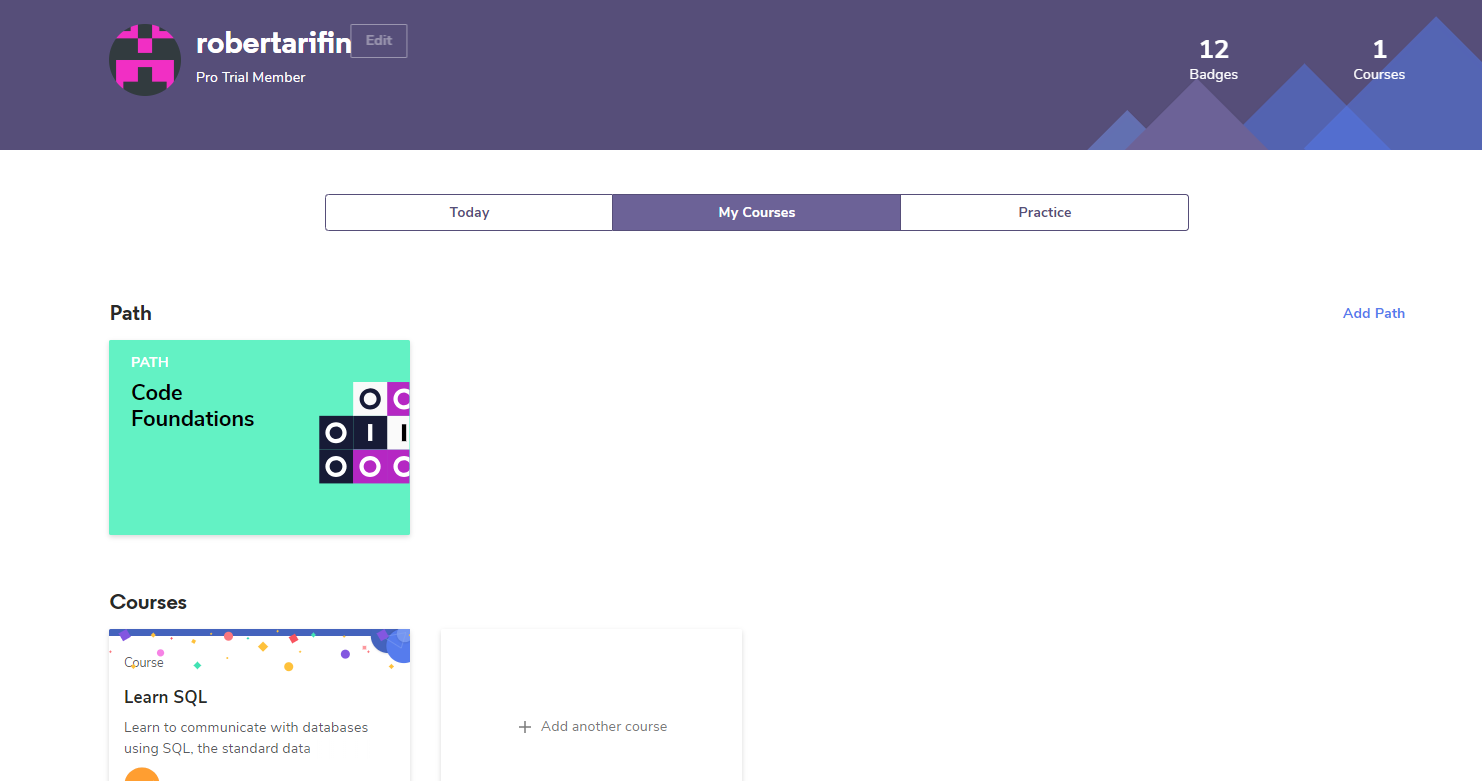 robertarifin
Edit
Pro Trial Member
12
Badges
1
Courses
Today
My Courses
Practice
Path
Add Path
PATH
Code
Foundations
Courses
Course
Learn SQL
Learn to communicate with databases
using SQL, the standard data
Add another course